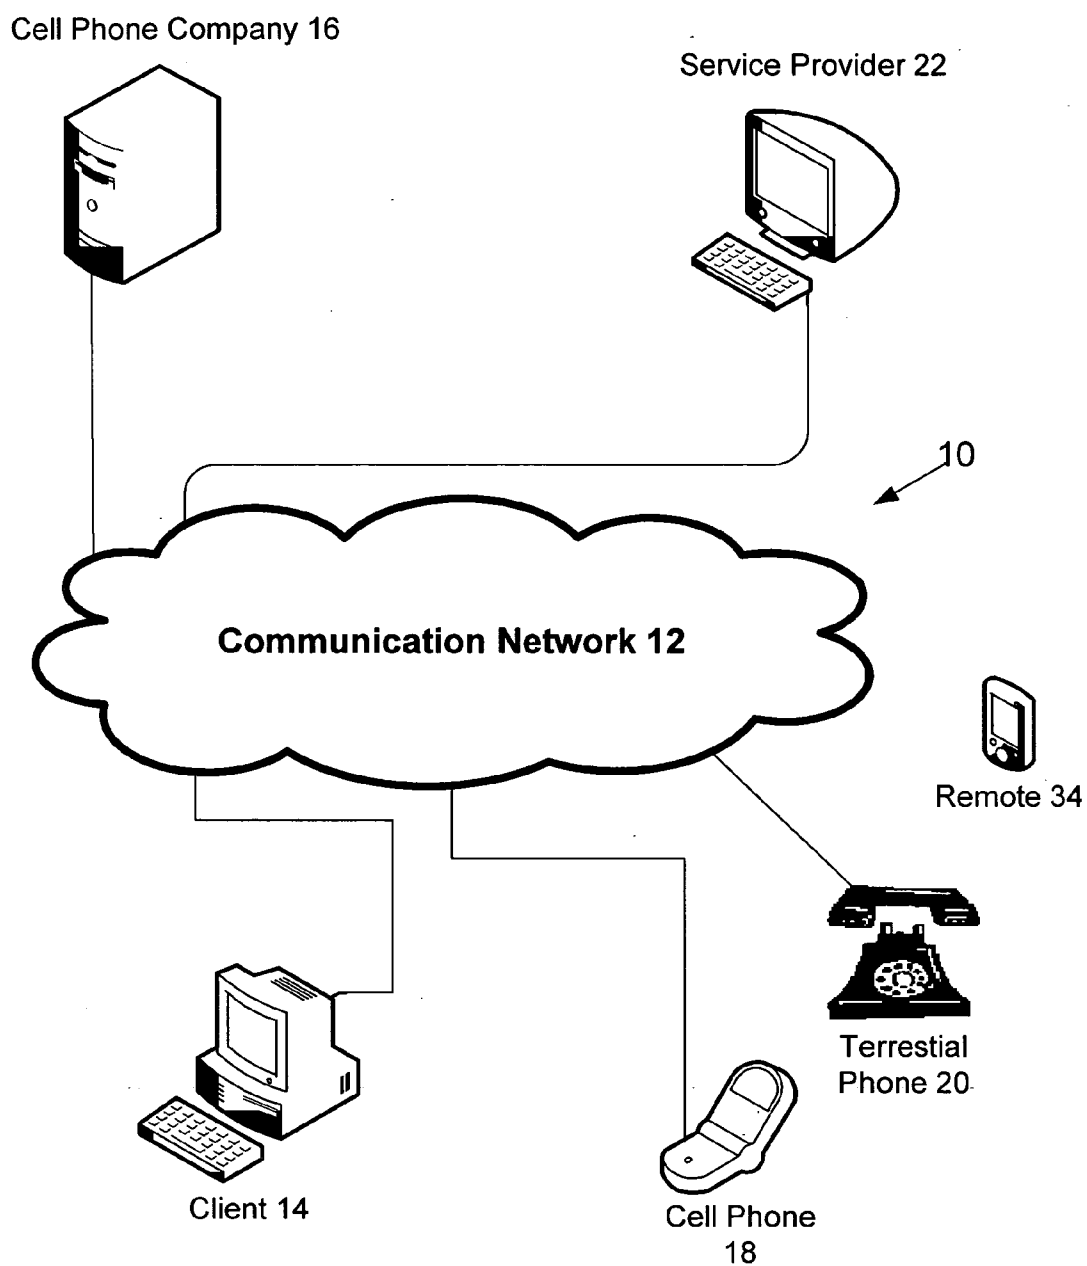 Cell Phone Company 16
Service Provider 22
10
Communication Network 12
Remote 34
Terrestial
Phone 20
Client 14
Cell Phone
18